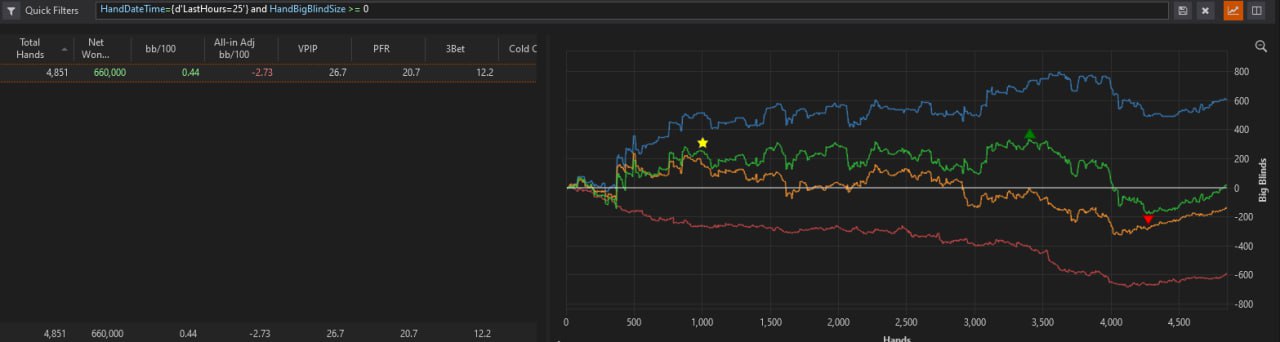 Quick Filters HandDateTime={d'LastHours=25'} and HandBigBlindSize >= 0
Total Hands Net Won... bb/100 All-in Adj bb/100 VPIP PFR 3Bet Cold C
4,851 660,000 0.44 -2.73 26.7 20.7 12.2
4,851 660,000 0.44 -2.73 26.7 20.7 12.2
800
600
400
200
0
-200
-400
-600
-800
Big Blinds
0 500 1,000 1,500 2,000 2,500 3,000 3,500 4,000 4,500
Hands